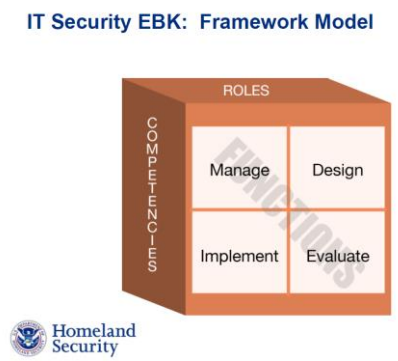 IT Security EBK: Framework Model
ROLES
COMPETENCIES
FUNCTIONS
Manage
Design
Implement
Evaluate
Homeland
Security